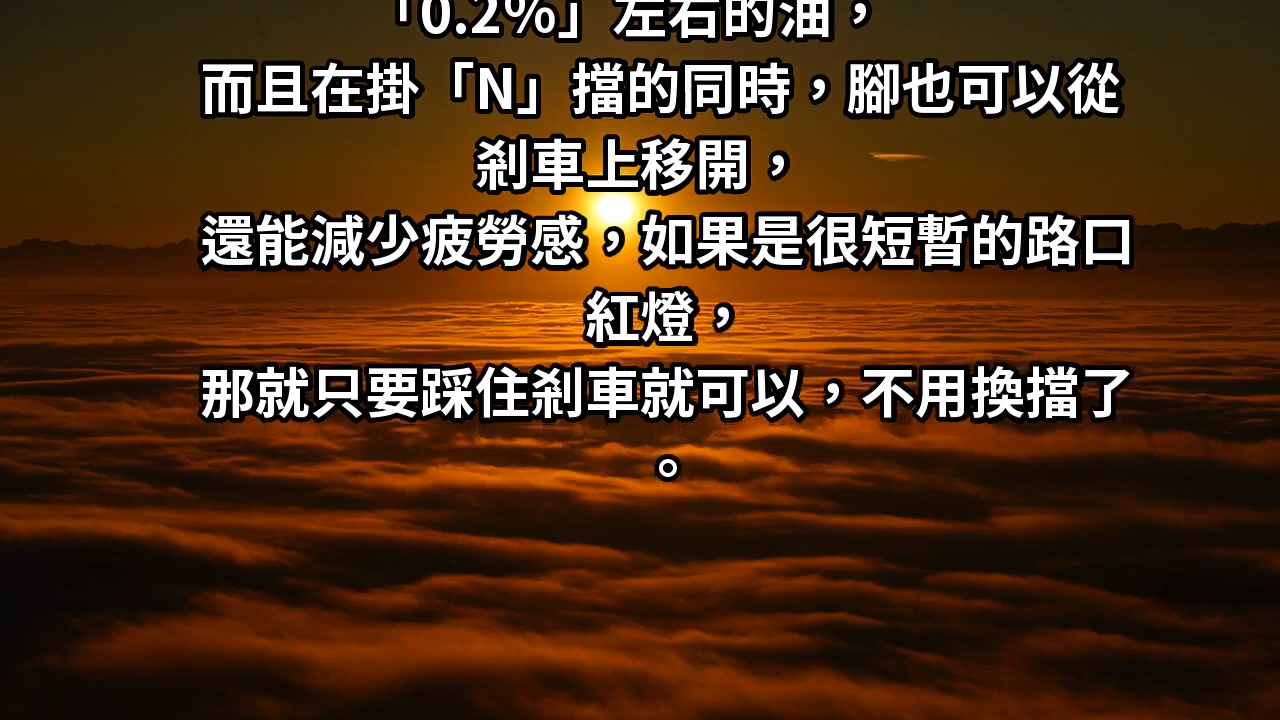 「0.2%」左右的油，
而且在掛「N」擋的同時，腳也可以從
剎車上移開，
還能減少疲勞感，如果是很短暫的路口
紅燈，
那就只要踩住剎車就可以，不用換擋了
。